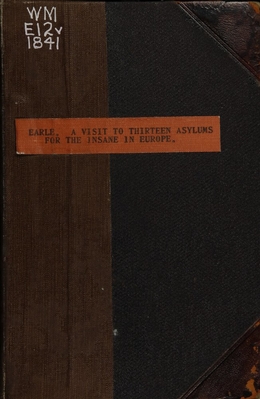 WM
E12v
1841
EARLE. A VISIT TO THIRTEEN ASYLUMS
FOR THE INSANE IN EUROPE.